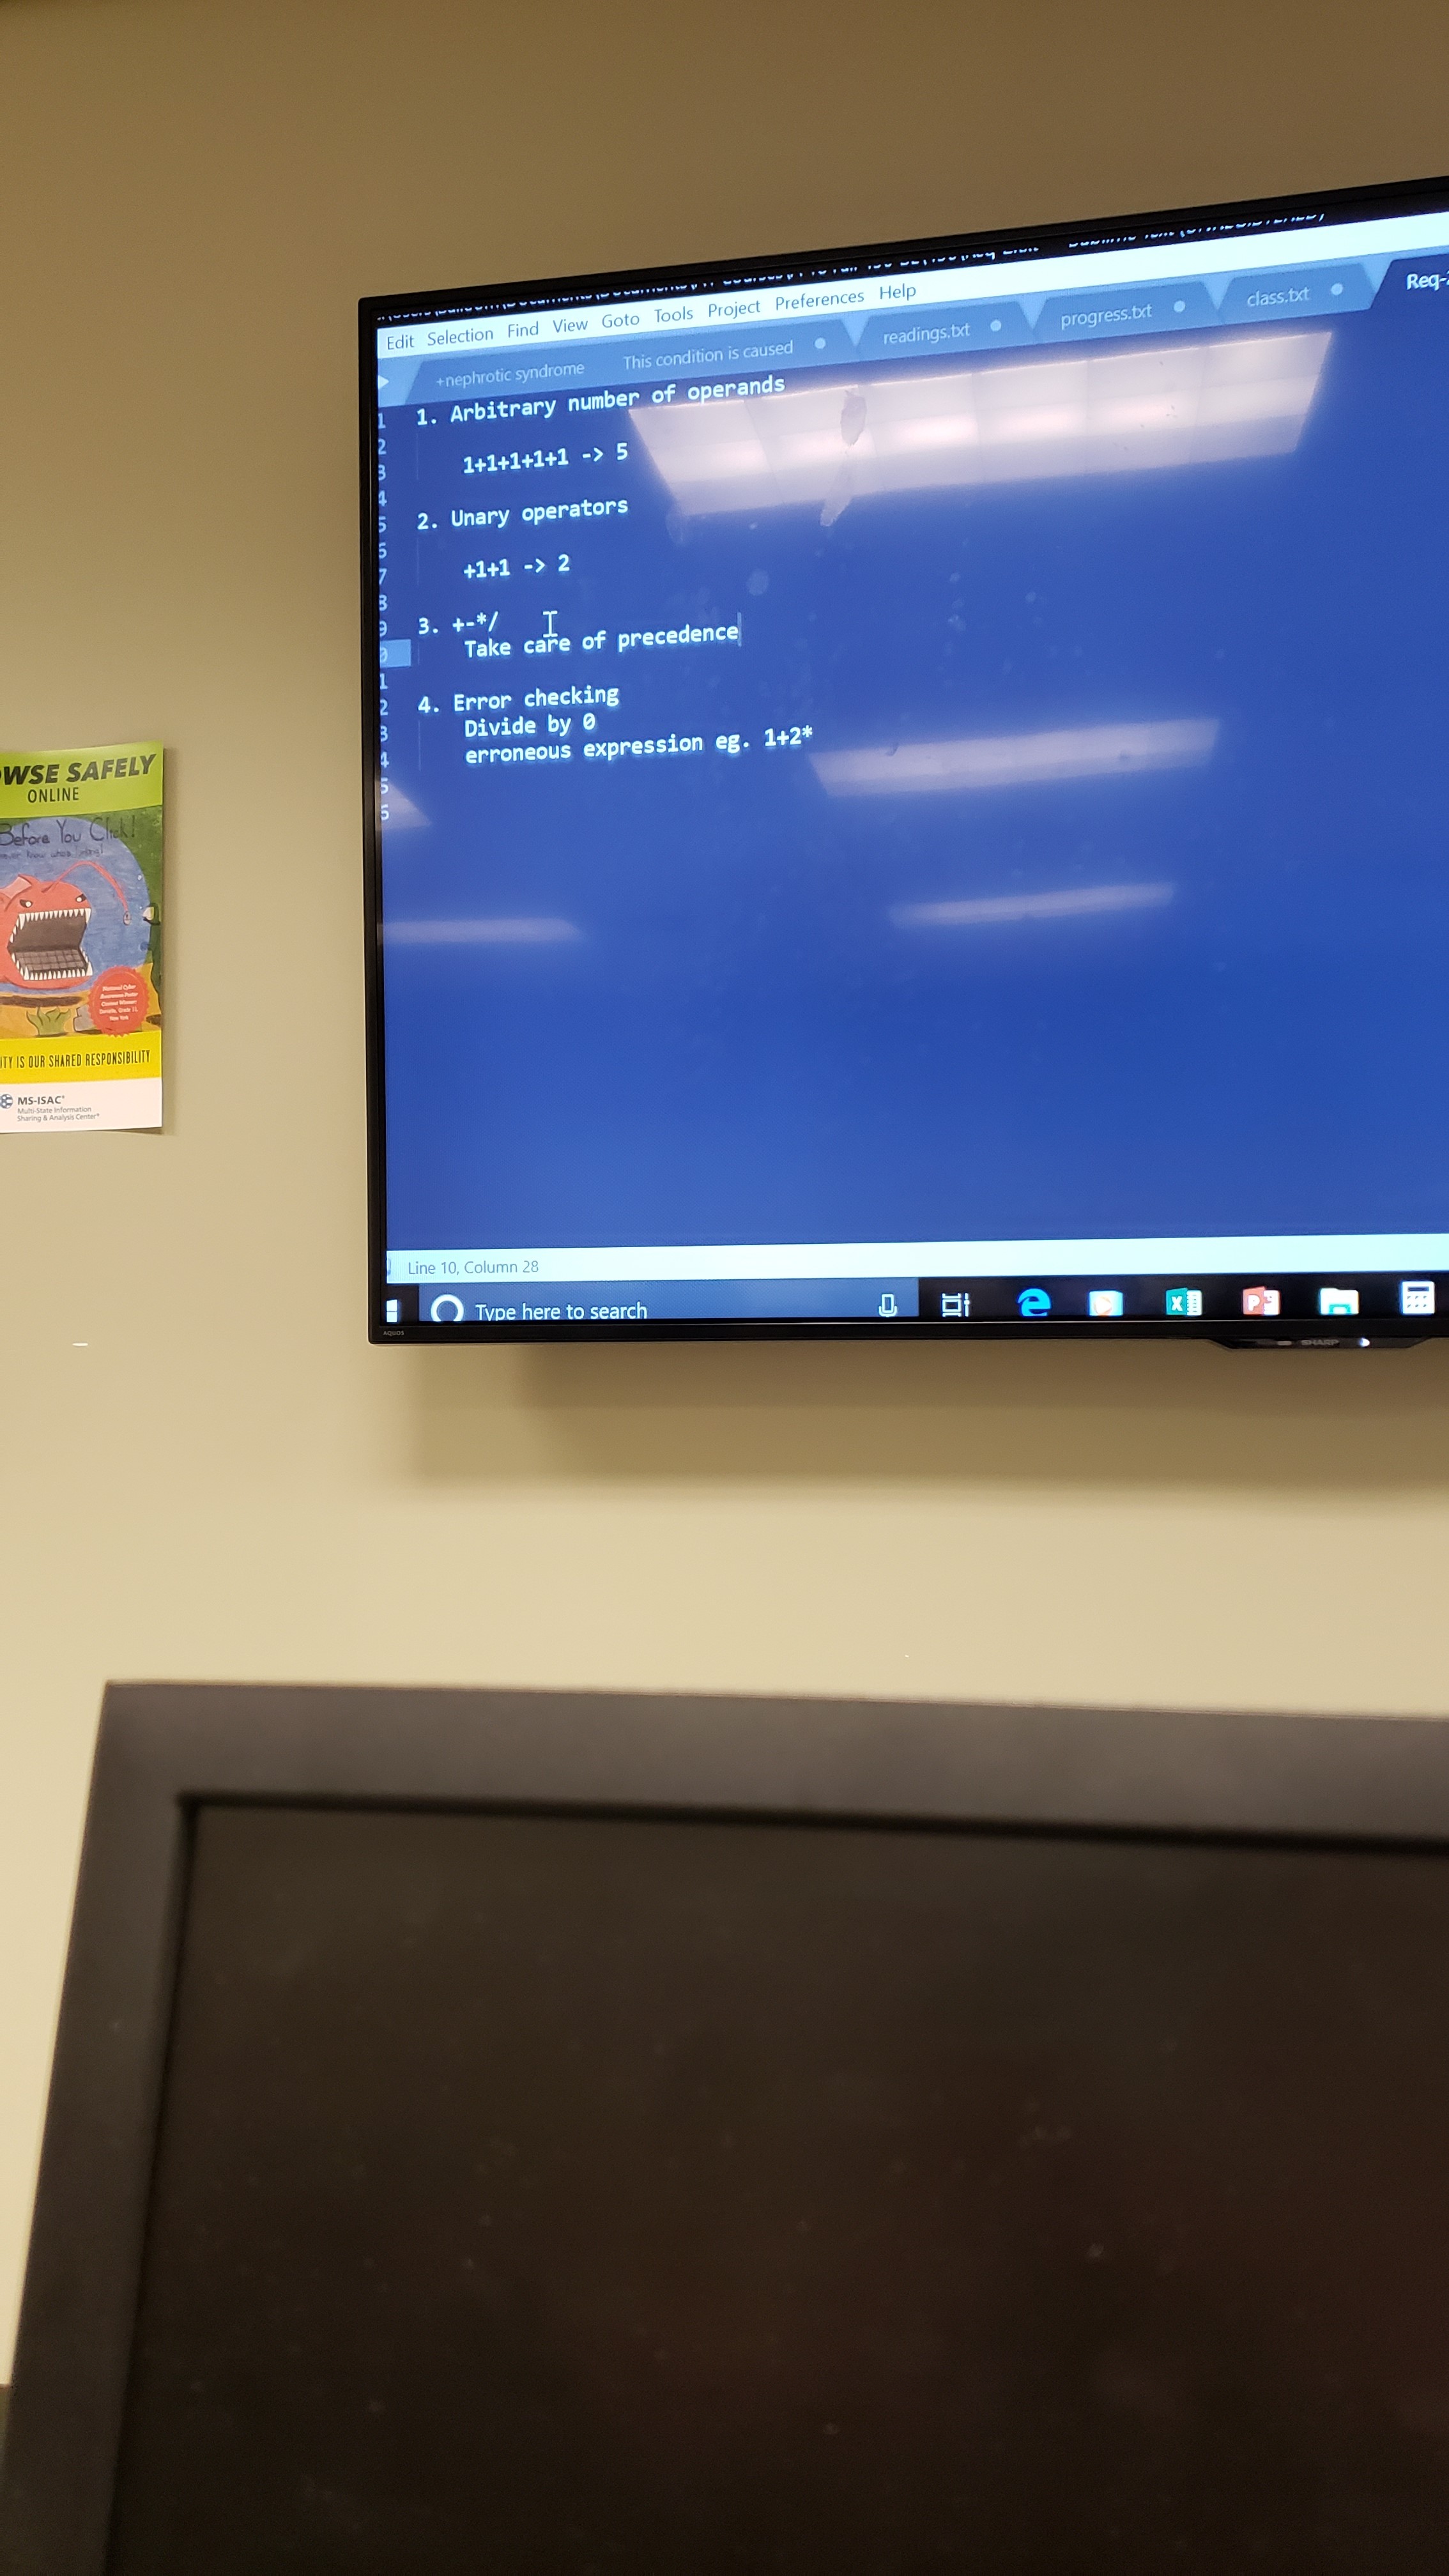 Edit Selection Find View Goto Tools Project Preferences Help
+nephrotic syndrome This condition is caused
readings.txt
progress.txt
class.txt
1. Arbitrary number of operands
1+1+1+1+1 -> 5
2. Unary operators
+1+1 -> 2
3. +-*/
Take care of precedence
4. Error checking
Divide by 0
erroneous expression eg. 1+2*
Line 10, Column 28
Type here to search
AQUOS
SHARP
SAFELY
ONLINE
Before You Click!
IS OUR SHARED RESPONSIBILITY
MS-ISAC®
Multi-State Information
Sharing & Analysis Center®